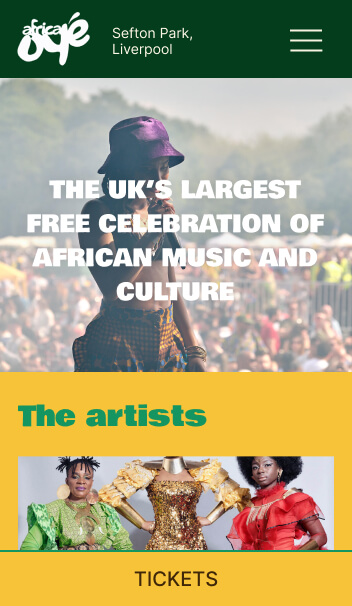 africa
oyé
Sefton Park,
Liverpool
THE UK'S LARGEST
FREE CELEBRATION OF
AFRICAN MUSIC AND
CULTURE
The artists
TICKETS